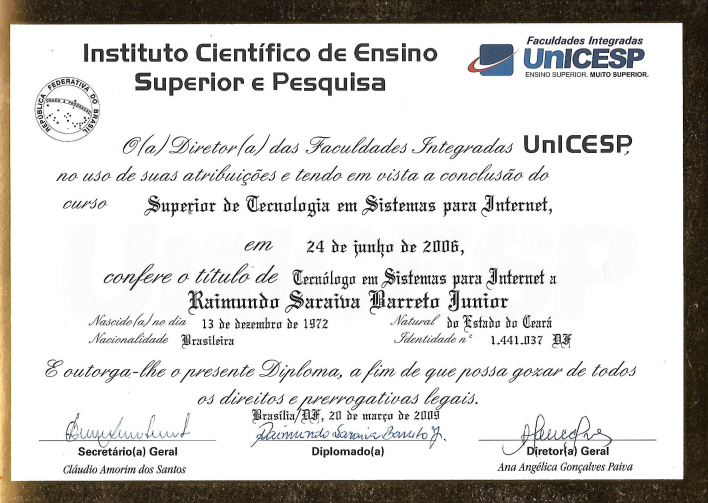 Instituto Científico de Ensino
Superior e Pesquisa
Faculdades Integradas
UnICESP
ENSINO SUPERIOR. MUITO SUPERIOR.
REPÚBLICA FEDERATIVA DO BRASIL
ORDEM E PROGRESSO
O(a) Diretor(a) das Faculdades Integradas UnICESP,
no uso de suas atribuições e tendo em vista a conclusão do
curso Superior de Tecnologia em Sistemas para Internet,
em 24 de junho de 2006,
confere o título de Tecnólogo em Sistemas para Internet a
Raimundo Saraiva Barreto Junior
Nascido(a) no dia 13 de dezembro de 1972 Natural do Estado do Ceará
Nacionalidade Brasileira Identidade nº 1.441.037 DF
E outorga-lhe o presente Diploma, a fim de que possa gozar de todos
os direitos e prerrogativas legais.
Brasília/DF, 20 de março de 2009
Raimundo Saraiva Barreto Jr.
Secretário(a) Geral Diplomado(a) Diretor(a) Geral
Cláudio Amorim dos Santos Ana Angélica Gonçalves Paiva